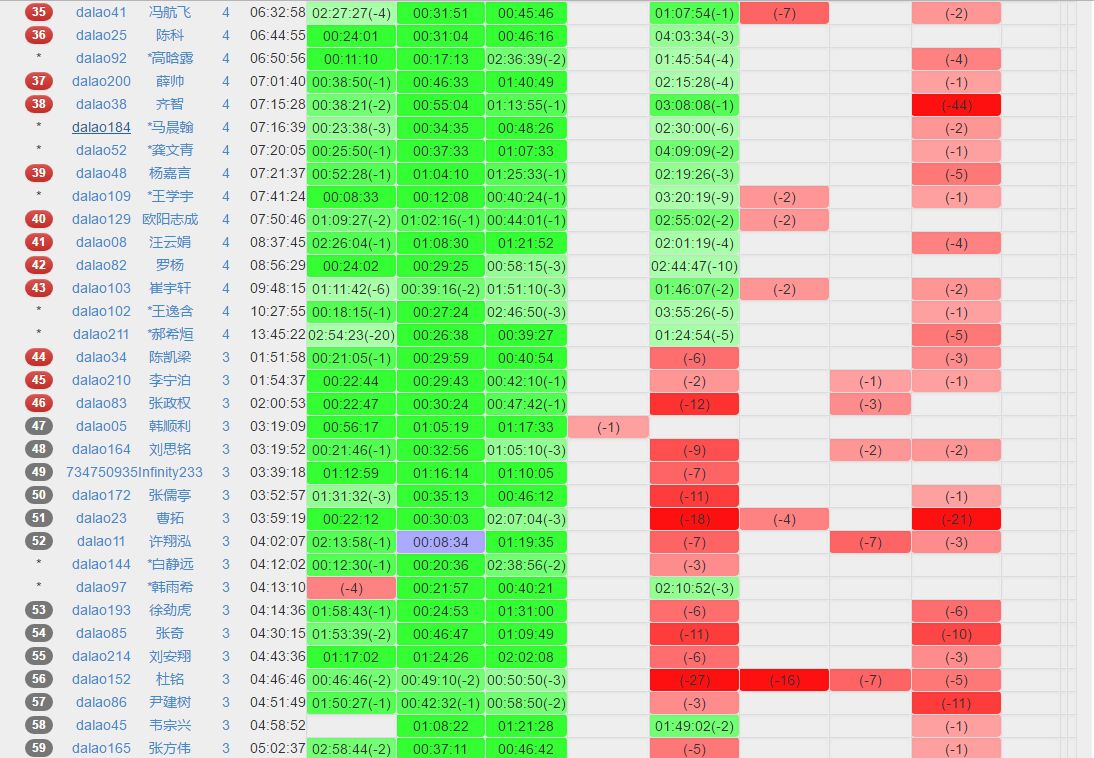 35 dalao41 冯航飞 4 06:32:58 02:27:27(-4) 00:31:51 00:45:46 01:07:54(-1) (-7) (-2)
36 dalao25 陈科 4 06:44:55 00:24:01 00:31:04 00:46:16 04:03:34(-3)
* dalao92 *高晗露 4 06:50:56 00:11:10 00:17:13 02:36:39(-2) 01:45:54(-4) (-4)
37 dalao200 薛帅 4 07:01:40 00:38:50(-1) 00:46:33 01:40:49 02:15:28(-4) (-1)
38 dalao38 齐智 4 07:15:28 00:38:21(-2) 00:55:04 01:13:55(-1) 03:08:08(-1) (-44)
* dalao184 *马晨翰 4 07:16:39 00:23:38(-3) 00:34:35 00:48:26 02:30:00(-6) (-2)
* dalao52 *龚文青 4 07:20:05 00:25:50(-1) 00:37:33 01:07:33 04:09:09(-2) (-1)
39 dalao48 杨嘉言 4 07:21:37 00:52:28(-1) 01:04:10 01:25:33(-1) 02:19:26(-3) (-5)
* dalao109 *王学宇 4 07:41:24 00:08:33 00:12:08 00:40:24(-1) 03:20:19(-9) (-2) (-1)
40 dalao129 欧阳志成 4 07:50:46 01:09:27(-2) 01:02:16(-1) 00:44:01(-1) 02:55:02(-2) (-2)
41 dalao08 汪云娟 4 08:37:45 02:26:04(-1) 01:08:30 01:21:52 02:01:19(-4) (-4)
42 dalao82 罗杨 4 08:56:29 00:24:02 00:29:25 00:58:15(-3) 02:44:47(-10)
43 dalao103 崔宇轩 4 09:48:15 01:11:42(-6) 00:39:16(-2) 01:51:10(-3) 01:46:07(-2) (-2) (-2)
* dalao102 *王逸含 4 10:27:55 00:18:15(-1) 00:27:24 02:46:50(-3) 03:55:26(-5) (-1)
* dalao211 *郝希烜 4 13:45:22 02:54:23(-20) 00:26:38 00:39:27 01:24:54(-5) (-5)
44 dalao34 陈凯梁 3 01:51:58 00:21:05(-1) 00:29:59 00:40:54 (-6) (-3)
45 dalao210 李宁泊 3 01:54:37 00:22:44 00:29:43 00:42:10(-1) (-2) (-1) (-1)
46 dalao83 张政权 3 02:00:53 00:22:47 00:30:24 00:47:42(-1) (-12) (-3)
47 dalao05 韩顺利 3 03:19:09 00:56:17 01:05:19 01:17:33 (-1)
48 dalao164 刘思铭 3 03:19:52 00:21:46(-1) 00:32:56 01:05:10(-3) (-9) (-2) (-2)
49 734750935Infinity233 3 03:39:18 01:12:59 01:16:14 01:10:05 (-7)
50 dalao172 张儒亭 3 03:52:57 01:31:32(-3) 00:35:13 00:46:12 (-11) (-1)
51 dalao23 曹拓 3 03:59:19 00:22:12 00:30:03 02:07:04(-3) (-18) (-4) (-21)
52 dalao11 许翔泓 3 04:02:07 02:13:58(-1) 00:08:34 01:19:35 (-7) (-7) (-3)
* dalao144 *白静远 3 04:12:02 00:12:30(-1) 00:20:36 02:38:56(-2) (-3)
* dalao97 *韩雨希 3 04:13:10 (-4) 00:21:57 00:40:21 02:10:52(-3)
53 dalao193 徐劲虎 3 04:14:36 01:58:43(-1) 00:24:53 01:31:00 (-6) (-6)
54 dalao85 张奇 3 04:30:15 01:53:39(-2) 00:46:47 01:09:49 (-11) (-10)
55 dalao214 刘安翔 3 04:43:36 01:17:02 01:24:26 02:02:08 (-6) (-3)
56 dalao152 杜铭 3 04:46:46 00:46:46(-2) 00:49:10(-2) 00:50:50(-3) (-27) (-16) (-7) (-5)
57 dalao86 尹建树 3 04:51:49 01:50:27(-1) 00:42:32(-1) 00:58:50(-2) (-3) (-11)
58 dalao45 韦宗兴 3 04:58:52 01:08:22 01:21:28 01:49:02(-2) (-1)
59 dalao165 张方伟 3 05:02:37 02:58:44(-2) 00:37:11 00:46:42 (-5) (-1)